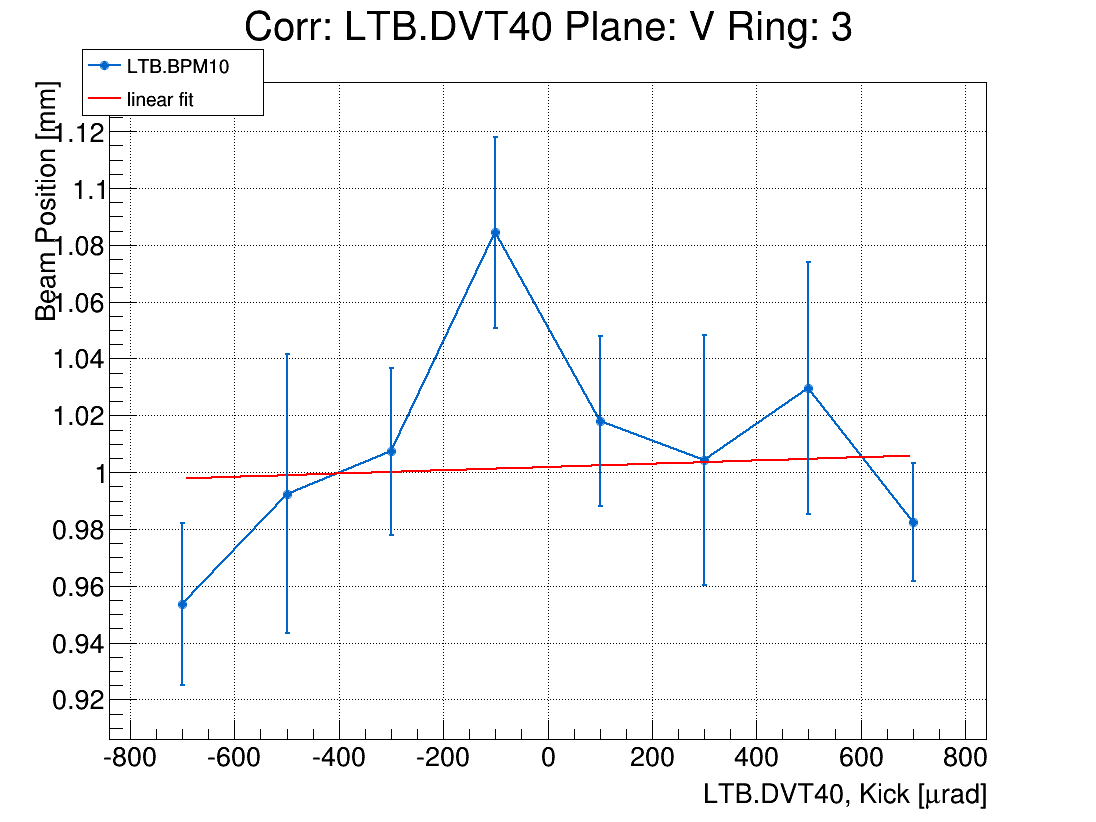 Corr: LTB.DVT40 Plane: V Ring: 3
LTB.BPM10
linear fit
Beam Position [mm]
1.12
1.1
1.08
1.06
1.04
1.02
1
0.98
0.96
0.94
0.92
-800 -600 -400 -200 0 200 400 600 800
LTB.DVT40, Kick [μrad]